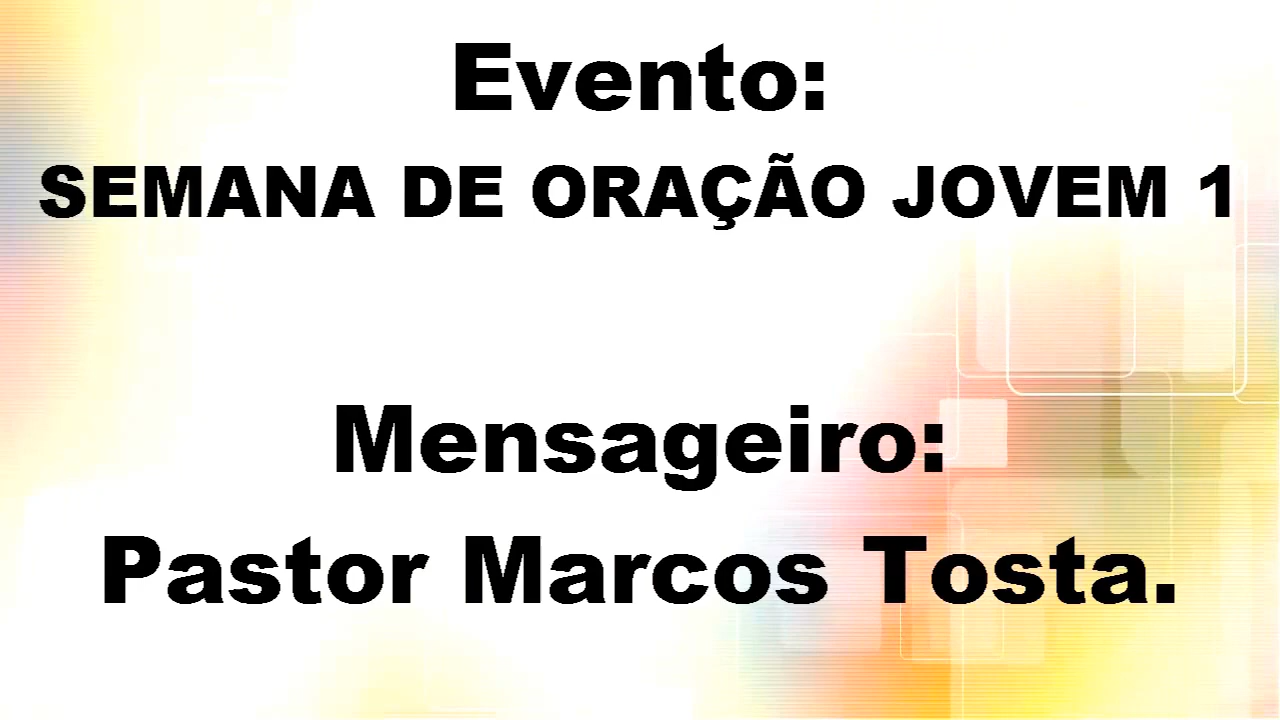 Evento:
SEMANA DE ORAÇÃO JOVEM 1
Mensageiro:
Pastor Marcos Tosta.